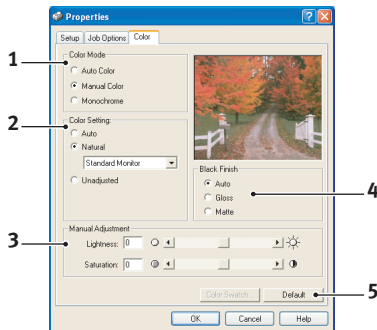 Properties
Setup Job Options Color
1
Color Mode
Auto Color
Manual Color
Monochrome
2
Color Setting:
Auto
Natural
Standard Monitor
Unadjusted
Black Finish
Auto
Gloss
Matte
4
3
Manual Adjustment
Lightness: 0
Saturation: 0
Color Swatch... Default
5
OK Cancel Help